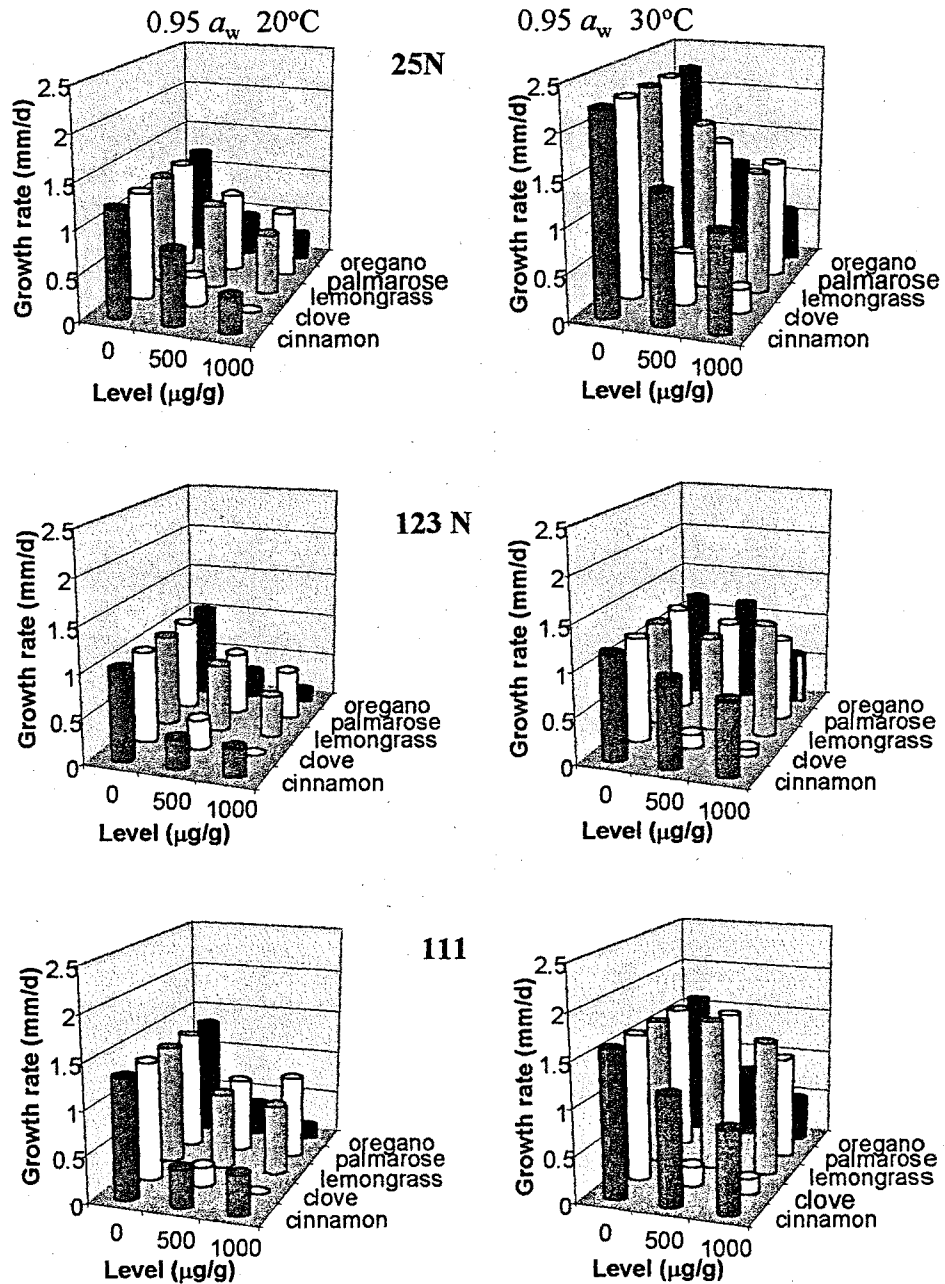 0.95 aw 20ºC
0.95 aw 30ºC
25N
Growth rate (mm/d)
2.5
2
1.5
1
0.5
0
0 500 1000
Level (µg/g)
oregano
palmarose
lemongrass
clove
cinnamon
Growth rate (mm/d)
2.5
2
1.5
1
0.5
0
0 500 1000
Level (µg/g)
oregano
palmarose
lemongrass
clove
cinnamon
123 N
Growth rate (mm/d)
2.5
2
1.5
1
0.5
0
0 500 1000
Level (µg/g)
oregano
palmarose
lemongrass
clove
cinnamon
Growth rate (mm/d)
2.5
2
1.5
1
0.5
0
0 500 1000
Level (µg/g)
oregano
palmarose
lemongrass
clove
cinnamon
111
Growth rate (mm/d)
2.5
2
1.5
1
0.5
0
0 500 1000
Level (µg/g)
oregano
palmarose
lemongrass
clove
cinnamon
Growth rate (mm/d)
2.5
2
1.5
1
0.5
0
0 500 1000
Level (µg/g)
oregano
palmarose
lemongrass
clove
cinnamon